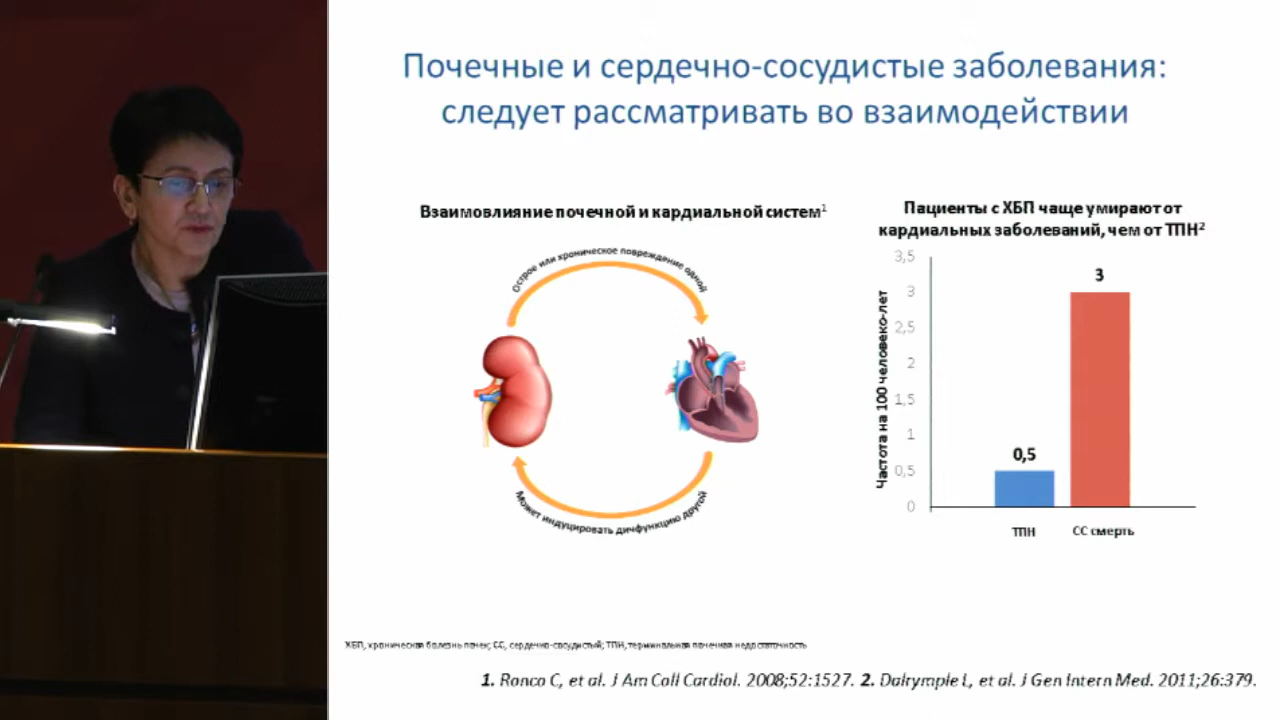 Почечные и сердечно-сосудистые заболевания:
следует рассматривать во взаимодействии
Взаимовлияние почечной и кардиальной систем¹
Острое или хроническое повреждение одной
Может индуцировать дичфункцию другой
Пациенты с ХБП чаще умирают от
кардиальных заболеваний, чем от ТПН²
Частота на 100 человеко-лет
3,5
3
2,5
2
1,5
1
0,5
0
0,5
3
ТПН
СС смерть
ХБП, хроническая болезнь почек; СС, сердечно-сосудистый; ТПН, терминальная почечная недостаточность
1. Ronco C, et al. J Am Coll Cardiol. 2008;52:1527. 2. Dalrymple L, et al. J Gen Intern Med. 2011;26:379.